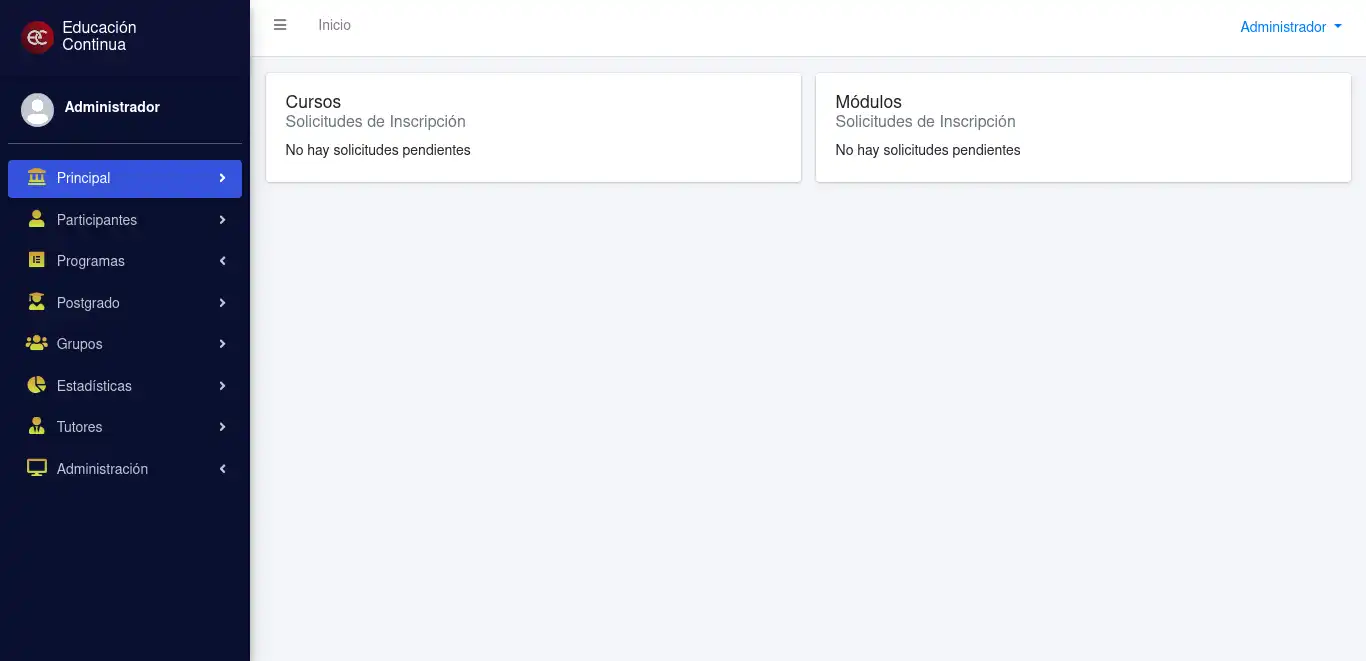 Educación
Continua
Administrador
Principal
Participantes
Programas
Postgrado
Grupos
Estadísticas
Tutores
Administración
Inicio
Administrador
Cursos
Solicitudes de Inscripción
No hay solicitudes pendientes
Módulos
Solicitudes de Inscripción
No hay solicitudes pendientes